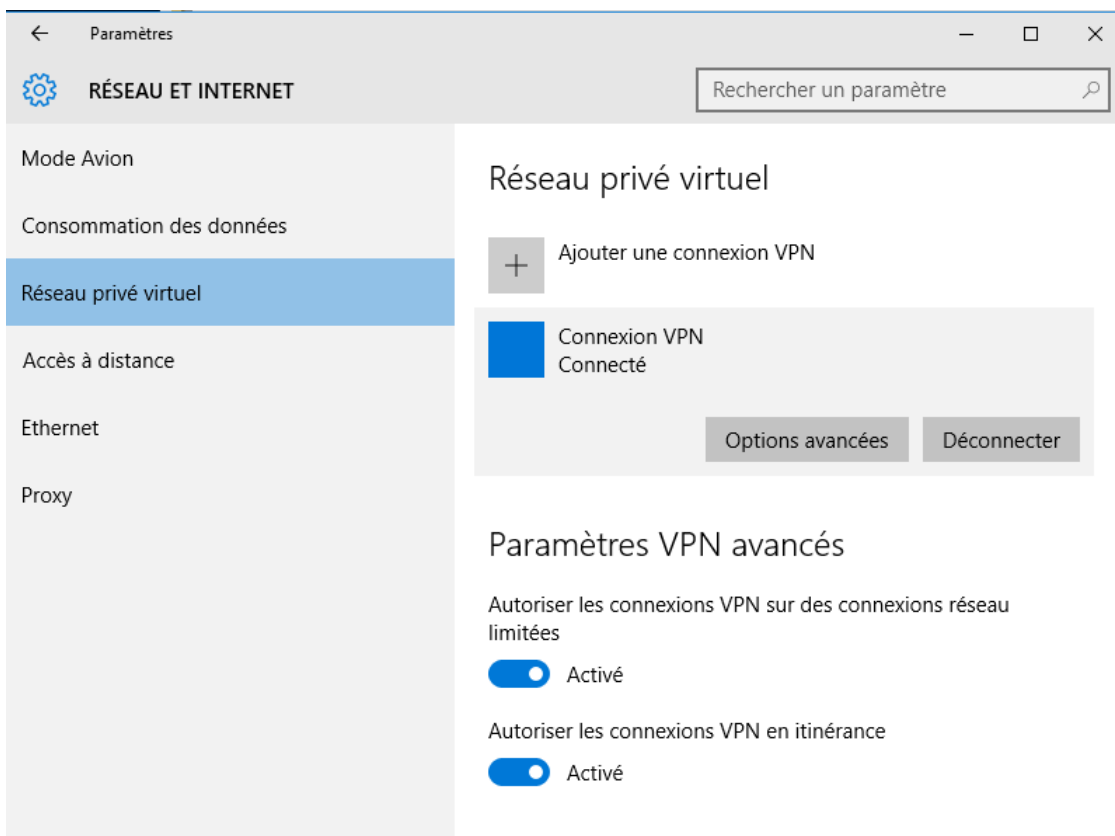 Paramètres
RÉSEAU ET INTERNET
Rechercher un paramètre
Mode Avion
Consommation des données
Réseau privé virtuel
Accès à distance
Ethernet
Proxy
Réseau privé virtuel
Ajouter une connexion VPN
Connexion VPN
Connecté
Options avancées
Déconnecter
Paramètres VPN avancés
Autoriser les connexions VPN sur des connexions réseau
limitées
Activé
Autoriser les connexions VPN en itinérance
Activé